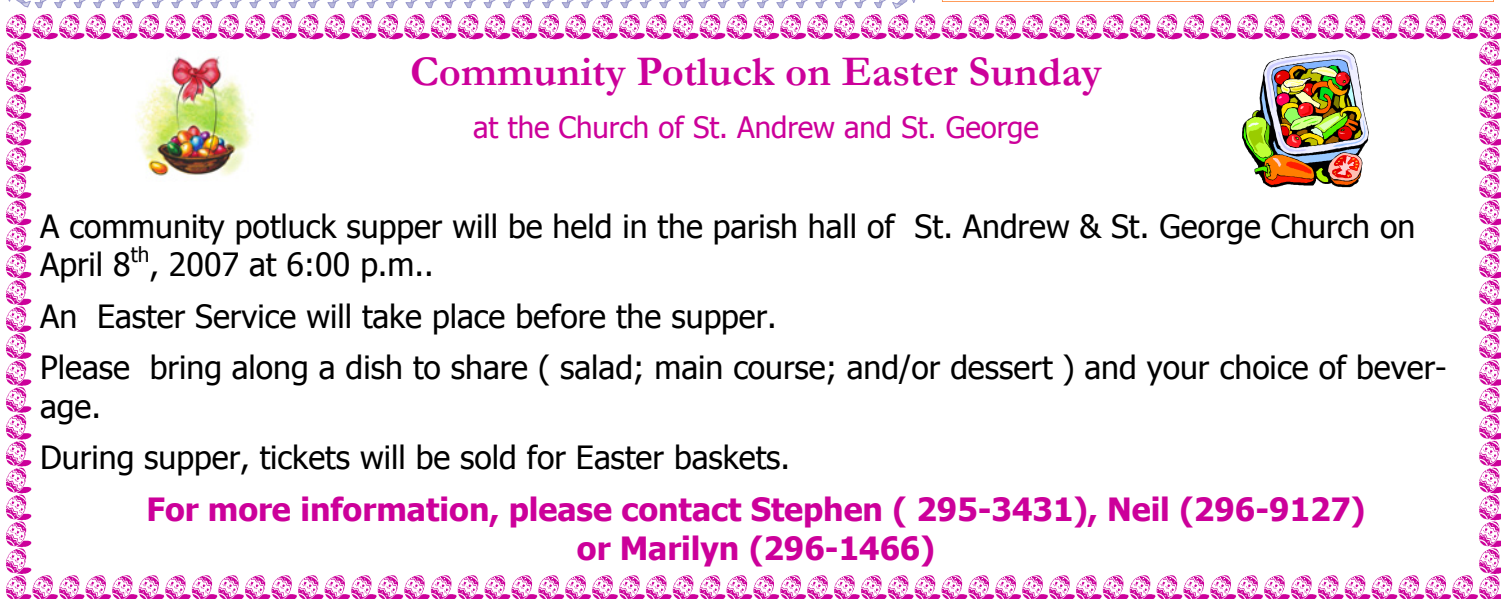 Community Potluck on Easter Sunday
at the Church of St. Andrew and St. George
A community potluck supper will be held in the parish hall of St. Andrew & St. George Church on
April 8th, 2007 at 6:00 p.m..
An Easter Service will take place before the supper.
Please bring along a dish to share ( salad; main course; and/or dessert ) and your choice of bever-
age.
During supper, tickets will be sold for Easter baskets.
For more information, please contact Stephen ( 295-3431), Neil (296-9127)
or Marilyn (296-1466)